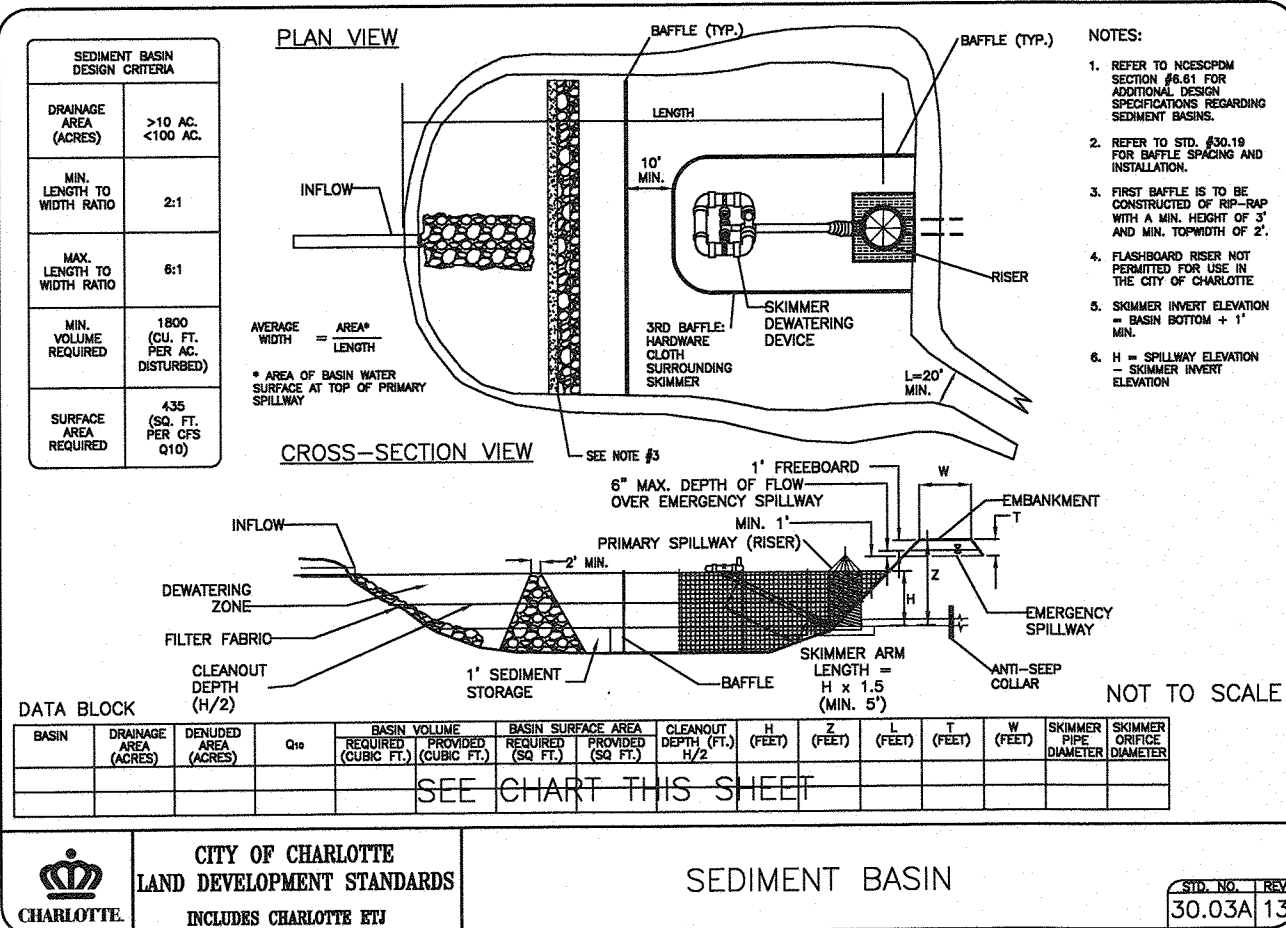 SEDIMENT BASIN
DESIGN CRITERIA
DRAINAGE
AREA
(ACRES)
>10 AC.
<100 AC.
MIN.
LENGTH TO
WIDTH RATIO
2:1
MAX.
LENGTH TO
WIDTH RATIO
6:1
MIN.
VOLUME
REQUIRED
1800
(CU. FT.
PER AC.
DISTURBED)
SURFACE
AREA
REQUIRED
435
(SQ. FT.
PER CFS
Q10)
PLAN VIEW
BAFFLE (TYP.)
BAFFLE (TYP.)
LENGTH
10'
MIN.
INFLOW
RISER
SKIMMER
DEWATERING
DEVICE
3RD BAFFLE:
HARDWARE
CLOTH
SURROUNDING
SKIMMER
AVERAGE
WIDTH
= AREA*
LENGTH
* AREA OF BASIN WATER
SURFACE AT TOP OF PRIMARY
SPILLWAY
L=20'
MIN.
SEE NOTE #3
NOTES:
1. REFER TO NCESCPDM
SECTION #6.61 FOR
ADDITIONAL DESIGN
SPECIFICATIONS REGARDING
SEDIMENT BASINS.
2. REFER TO STD. #30.19
FOR BAFFLE SPACING AND
INSTALLATION.
3. FIRST BAFFLE IS TO BE
CONSTRUCTED OF RIP-RAP
WITH A MIN. HEIGHT OF 3'
AND MIN. TOPWIDTH OF 2'.
4. FLASHBOARD RISER NOT
PERMITTED FOR USE IN
THE CITY OF CHARLOTTE
5. SKIMMER INVERT ELEVATION
= BASIN BOTTOM + 1'
MIN.
6. H = SPILLWAY ELEVATION
- SKIMMER INVERT
ELEVATION
CROSS-SECTION VIEW
1' FREEBOARD
W
6" MAX. DEPTH OF FLOW
OVER EMERGENCY SPILLWAY
EMBANKMENT
T
MIN. 1'
PRIMARY SPILLWAY (RISER)
INFLOW
2' MIN.
DEWATERING
ZONE
Z
H
FILTER FABRIC
EMERGENCY
SPILLWAY
CLEANOUT
DEPTH
(H/2)
1' SEDIMENT
STORAGE
BAFFLE
SKIMMER ARM
LENGTH =
H x 1.5
(MIN. 5')
ANTI-SEEP
COLLAR
NOT TO SCALE
DATA BLOCK
BASIN
DRAINAGE
AREA
(ACRES)
DENUDED
AREA
(ACRES)
Q10
BASIN VOLUME
REQUIRED
(CUBIC FT.)
PROVIDED
(CUBIC FT.)
BASIN SURFACE AREA
REQUIRED
(SQ FT.)
PROVIDED
(SQ FT.)
CLEANOUT
DEPTH (FT.)
H/2
H
(FEET)
Z
(FEET)
L
(FEET)
T
(FEET)
W
(FEET)
SKIMMER
PIPE
DIAMETER
SKIMMER
ORIFICE
DIAMETER
SEE CHART THIS SHEET
CHARLOTTE.
CITY OF CHARLOTTE
LAND DEVELOPMENT STANDARDS
INCLUDES CHARLOTTE ETJ
SEDIMENT BASIN
STD. NO. REV.
30.03A 13